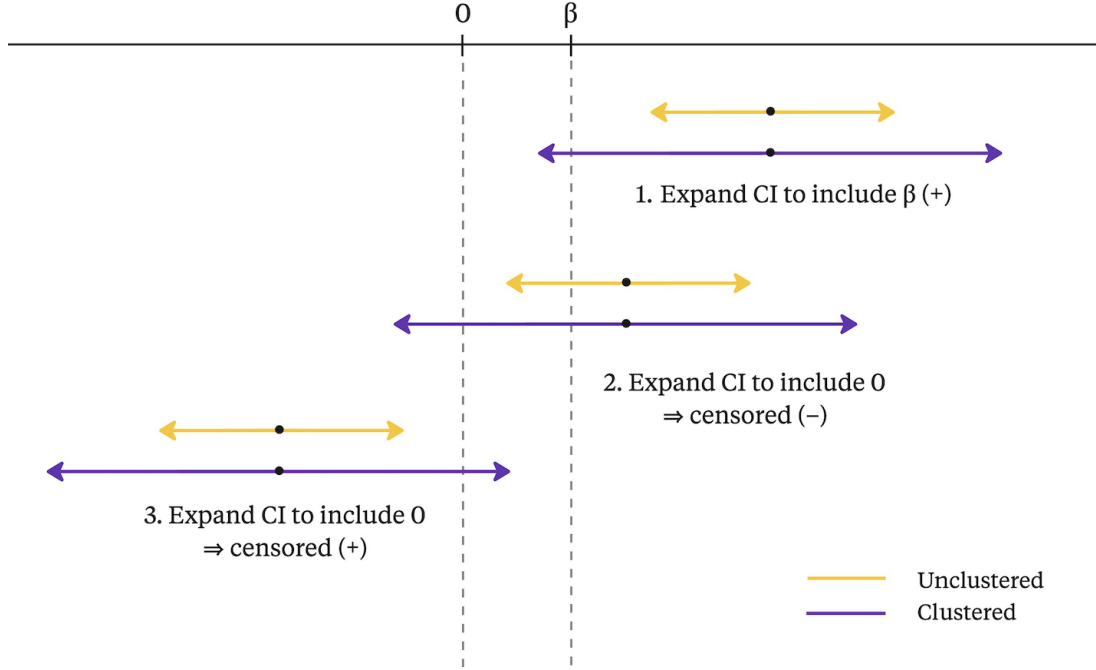 0 β
1. Expand CI to include β (+)
2. Expand CI to include 0
⇒ censored (−)
3. Expand CI to include 0
⇒ censored (+)
Unclustered
Clustered